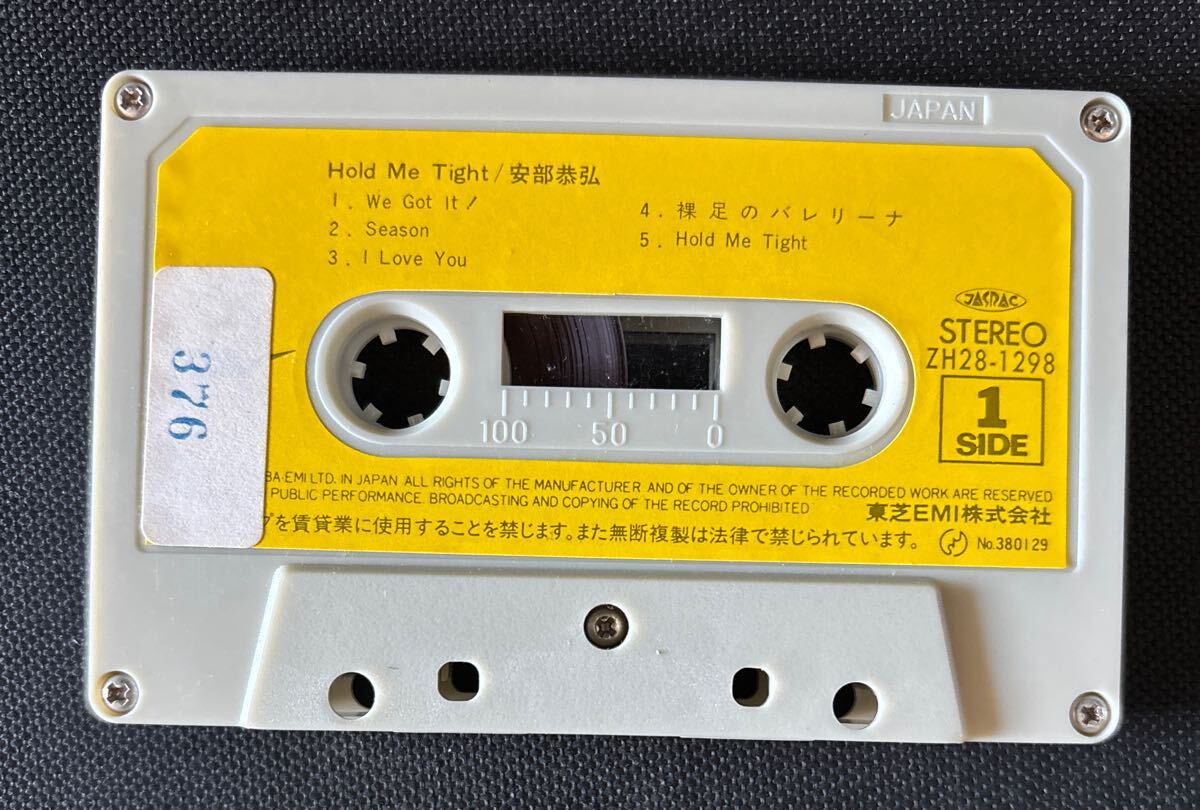 JAPAN
Hold Me Tight/安部恭弘
1. We Got It!
2. Season
3. I Love You
4. 裸足のバレリーナ
5. Hold Me Tight
JASRAC
STEREO
ZH28-1298
1
SIDE
376
100 50 0
BA·EMI LTD. IN JAPAN ALL RIGHTS OF THE MANUFACTURER AND OF THE OWNER OF THE RECORDED WORK ARE RESERVED
PUBLIC PERFORMANCE. BROADCASTING AND COPYING OF THE RECORD PROHIBITED
東芝EMI株式会社
プを賃貸業に使用することを禁じます。また無断複製は法律で禁じられています。
No.380129